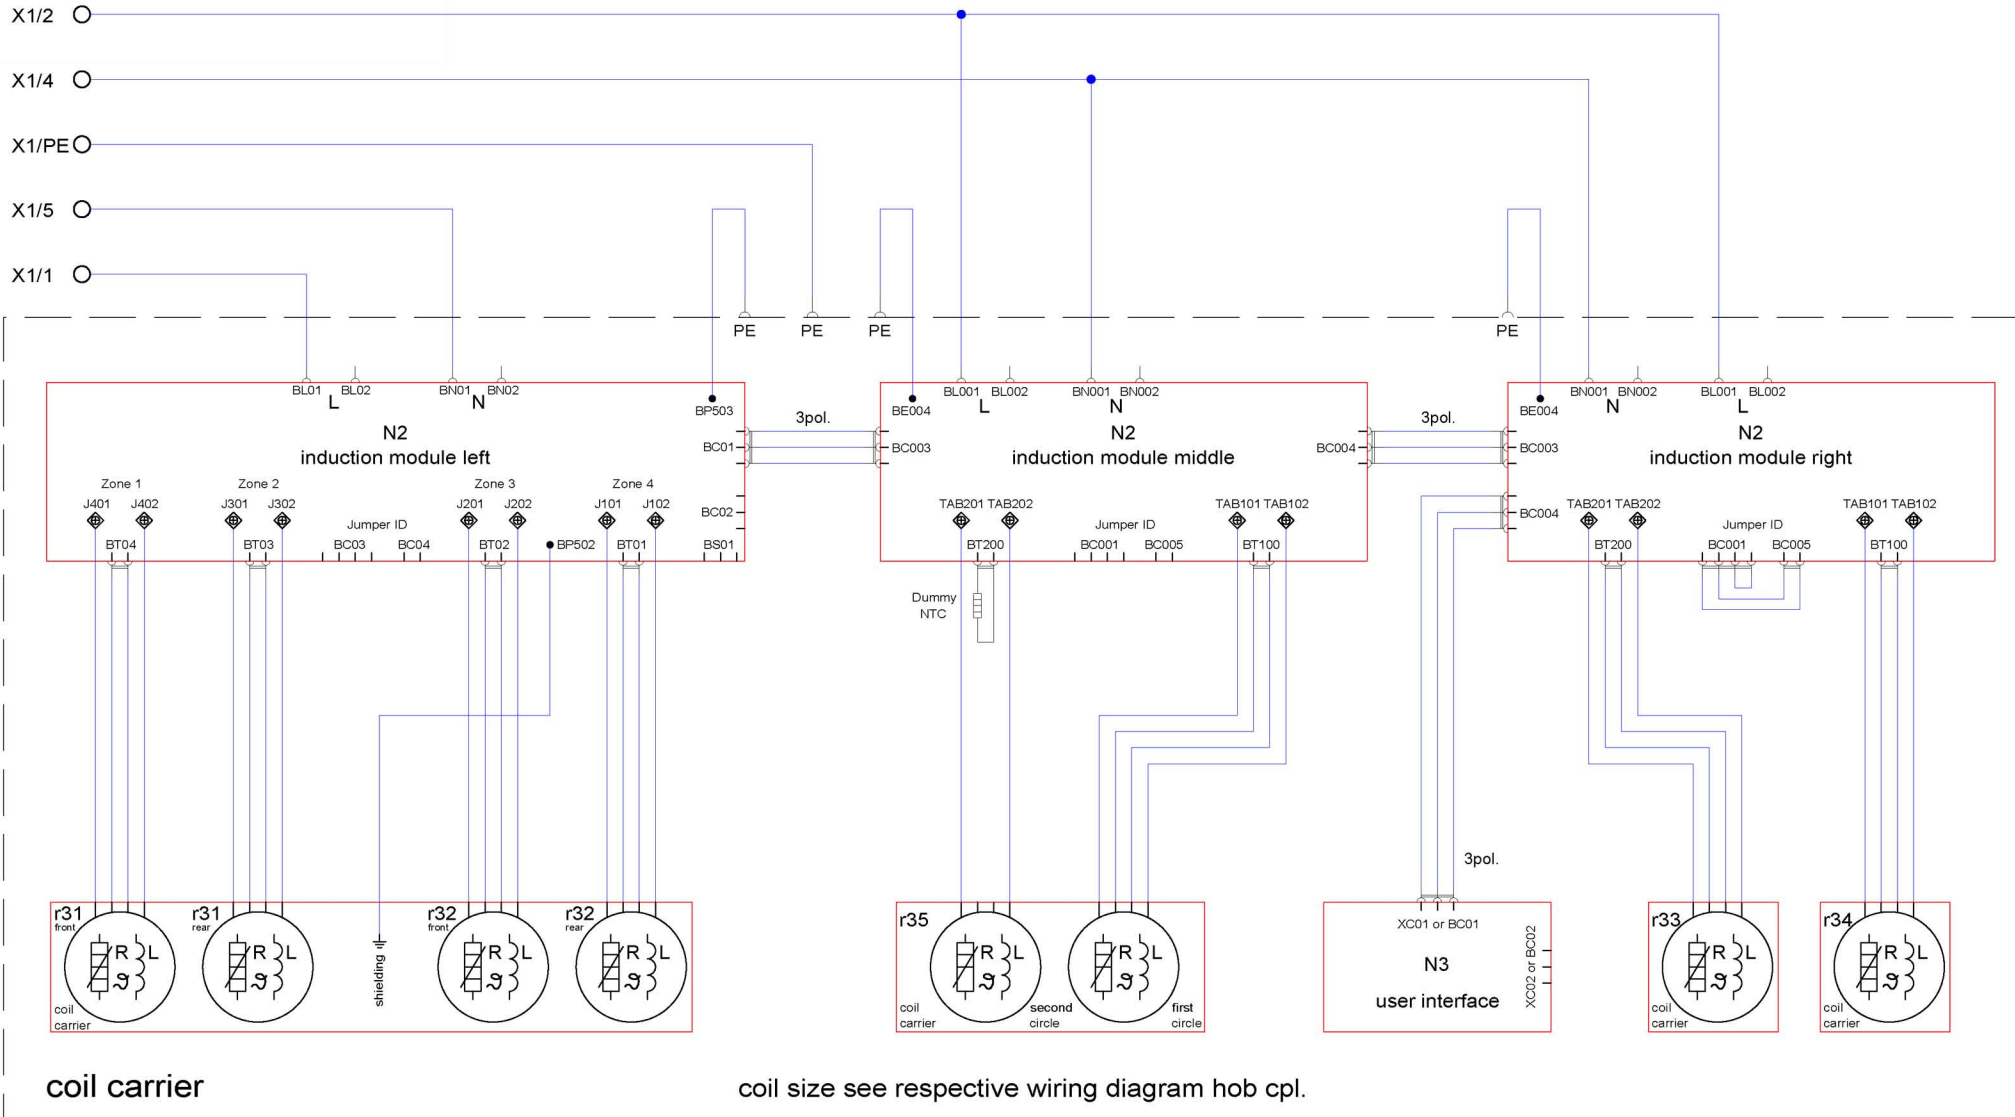 X1/2
X1/4
X1/PE
X1/5
X1/1
PE PE PE PE
BL01 BL02 BN01 BN02
L N
BP503
N2
induction module left
BC01
Zone 1 Zone 2 Zone 3 Zone 4
J401 J402 J301 J302 J201 J202 J101 J102
Jumper ID
BC02
BT04 BT03 BC03 BC04 BT02 BP502 BT01 BS01
3pol.
BL001 BL002 BN001 BN002
BE004 L N
N2
induction module middle
BC003 BC004
TAB201 TAB202 TAB101 TAB102
Jumper ID
BT200 BC001 BC005 BT100
Dummy
NTC
3pol.
BN001 BN002 BL001 BL002
BE004 N L
N2
induction module right
BC003
BC004
TAB201 TAB202 TAB101 TAB102
Jumper ID
BT200 BC001 BC005 BT100
3pol.
r31
front
R L
ϑ
coil
carrier
r31
rear
R L
ϑ
shielding
r32
front
R L
ϑ
r32
rear
R L
ϑ
r35
R L
ϑ
coil
carrier
second
circle
R L
ϑ
first
circle
XC01 or BC01
N3
user interface
XC02 or BC02
r33
R L
ϑ
coil
carrier
r34
R L
ϑ
coil
carrier
coil carrier
coil size see respective wiring diagram hob cpl.